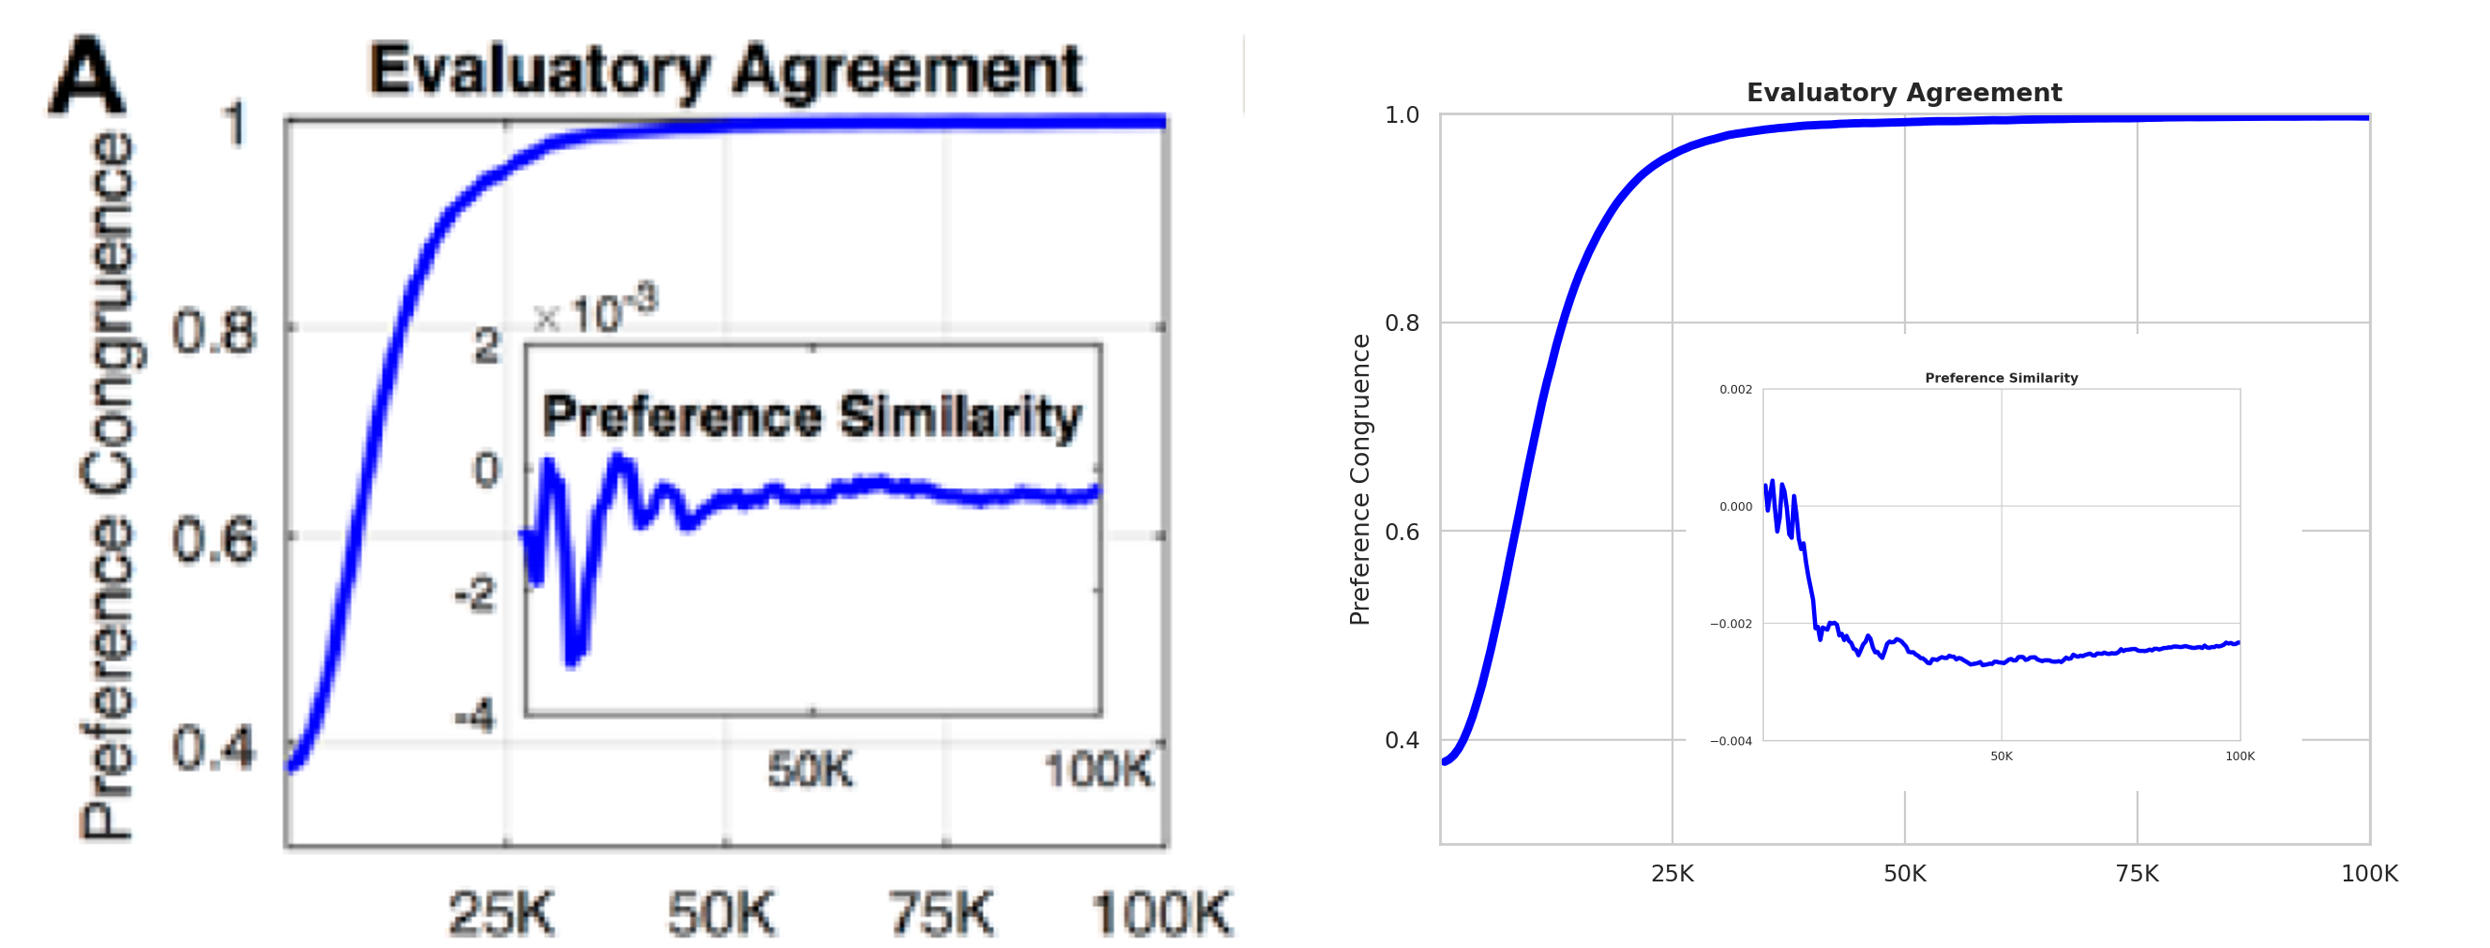 A
Evaluatory Agreement
Preference Congruence
1
0.8
0.6
0.4
× 10-3
2
0
-2
-4
Preference Similarity
50K 100K
25K 50K 75K 100K
Evaluatory Agreement
Preference Congruence
1.0
0.8
0.6
0.4
Preference Similarity
0.002
0.000
−0.002
−0.004
50K 100K
25K 50K 75K 100K